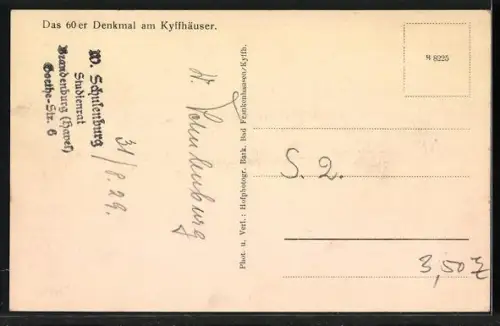 Das 60er Denkmal am Kyffhäuser.
W. Schulenburg
Studienrat
Brandenburg (Havel)
Goethe-Str. 6
31/8.29.
W. Schulenburg
Phot. u. Verl.: Hofphotogr. Bark. Bad Frankenhausen/Kyffh.
H 8225
S. 2.
3,50